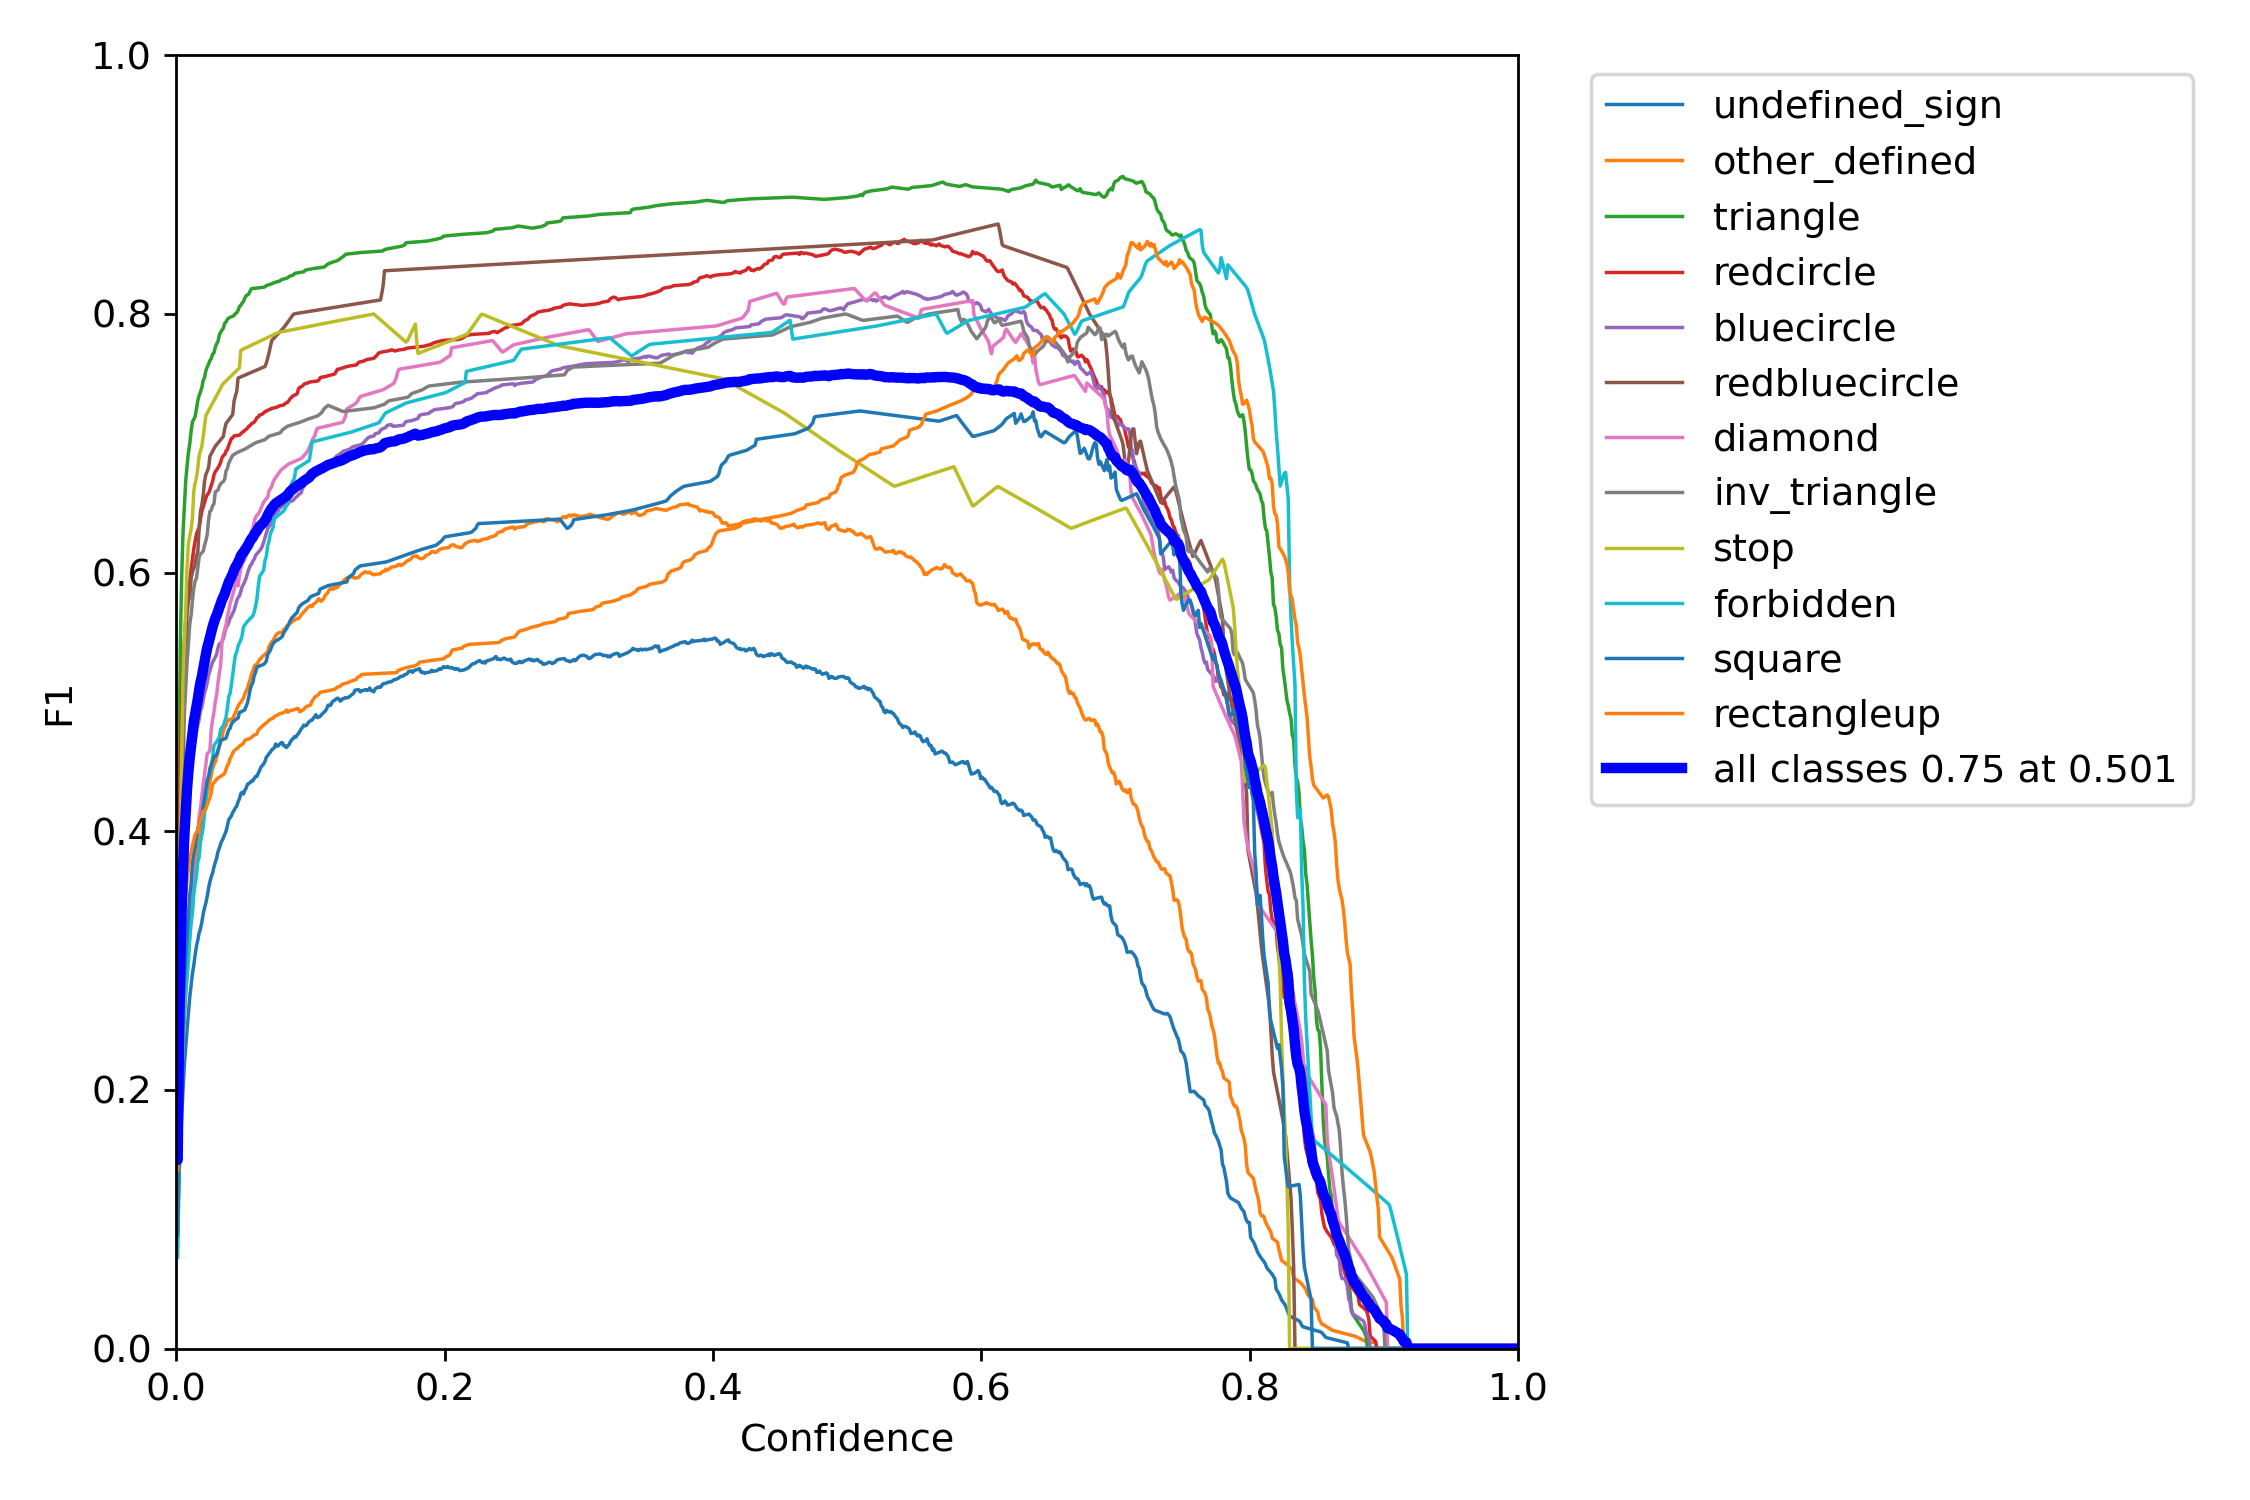 1.0
0.8
0.6
0.4
0.2
0.0
F1
0.0 0.2 0.4 0.6 0.8 1.0
Confidence
undefined_sign
other_defined
triangle
redcircle
bluecircle
redbluecircle
diamond
inv_triangle
stop
forbidden
square
rectangleup
all classes 0.75 at 0.501